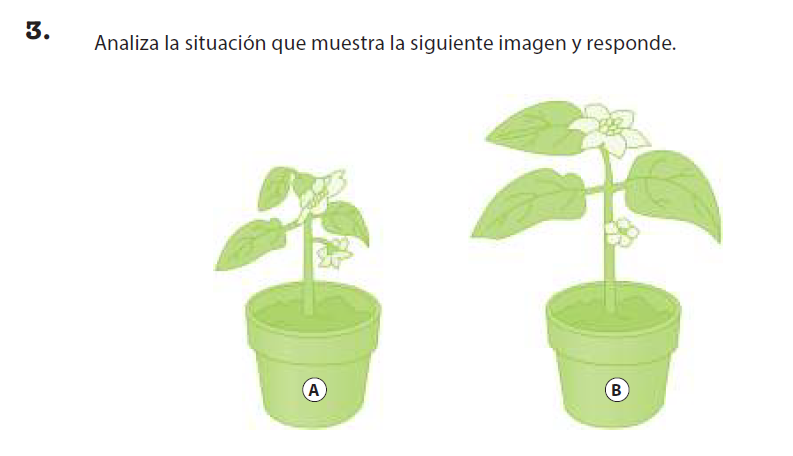 3.
Analiza la situación que muestra la siguiente imagen y responde.
A
B